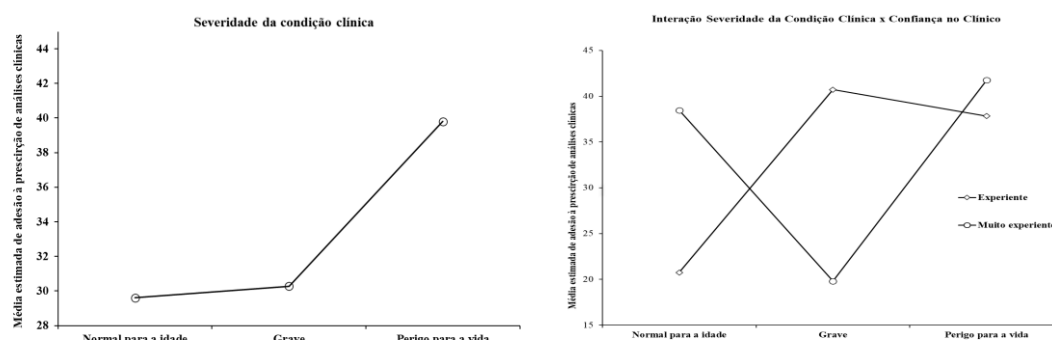 Severidade da condição clínica
Média estimada de adesão à prescirção de análises clínicas
44
42
40
38
36
34
32
30
28
Normal para a idade
Grave
Perigo para a vida
Interação Severidade da Condição Clínica x Confiança no Clínico
Média estimada de adesão à prescirção de análises clínicas
45
40
35
30
25
20
15
Experiente
Muito experiente
Normal para a idade
Grave
Perigo para a vida